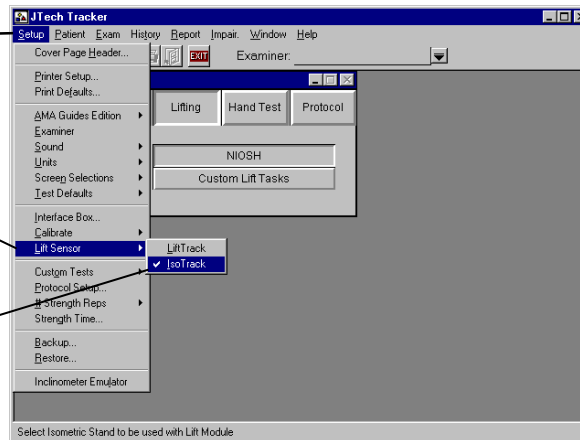 JTech Tracker
Setup Patient Exam History Report Impair. Window Help
Cover Page Header...
EXIT
Examiner:
Printer Setup...
Print Defaults...
AMA Guides Edition
Examiner
Sound
Units
Screen Selections
Test Defaults
Interface Box...
Calibrate
Lift Sensor
Custom Tests
Protocol Setup...
# Strength Reps
Strength Time...
Backup...
Restore...
Inclinometer Emulator
Lifting Hand Test Protocol
NIOSH
Custom Lift Tasks
LiftTrack
IsoTrack
Select Isometric Stand to be used with Lift Module